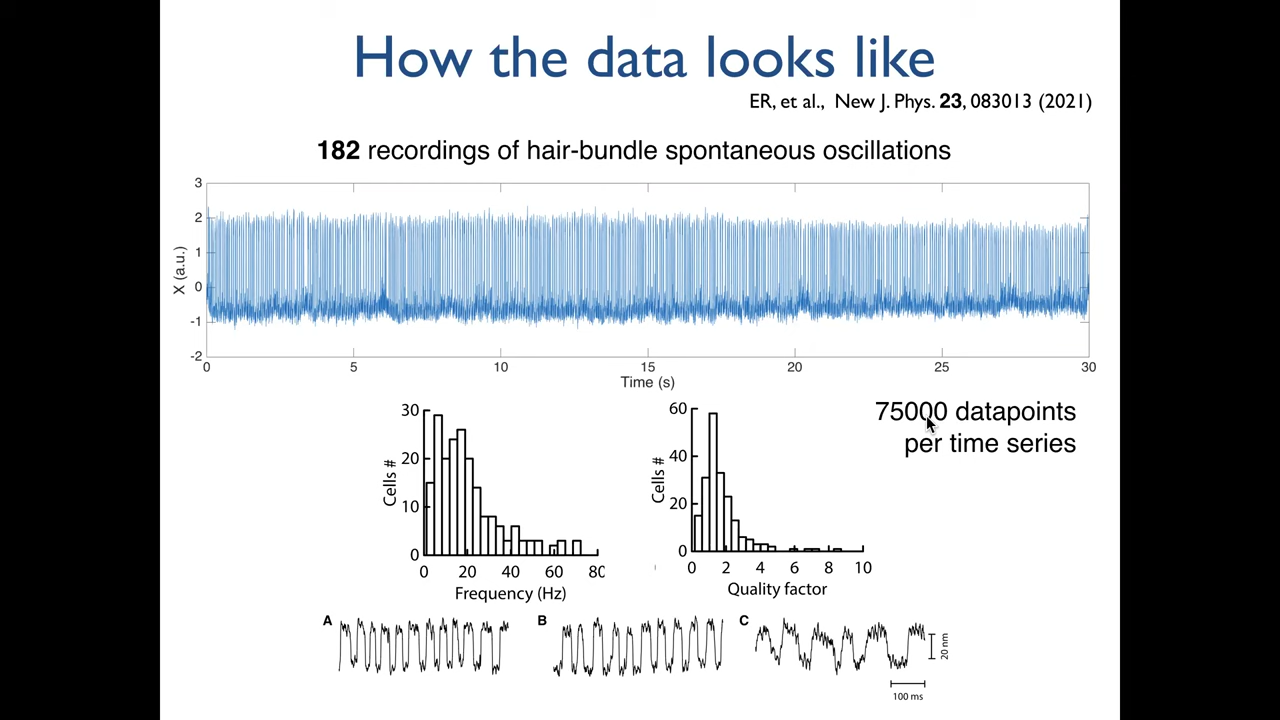 How the data looks like
ER, et al., New J. Phys. 23, 083013 (2021)
182 recordings of hair-bundle spontaneous oscillations
3
2
1
0
-1
-2
X (a.u.)
0 5 10 15 20 25 30
Time (s)
75000 datapoints
per time series
30
20
10
0
Cells #
0 20 40 60 80
Frequency (Hz)
60
40
20
0
Cells #
0 2 4 6 8 10
Quality factor
A B C
20 nm
100 ms